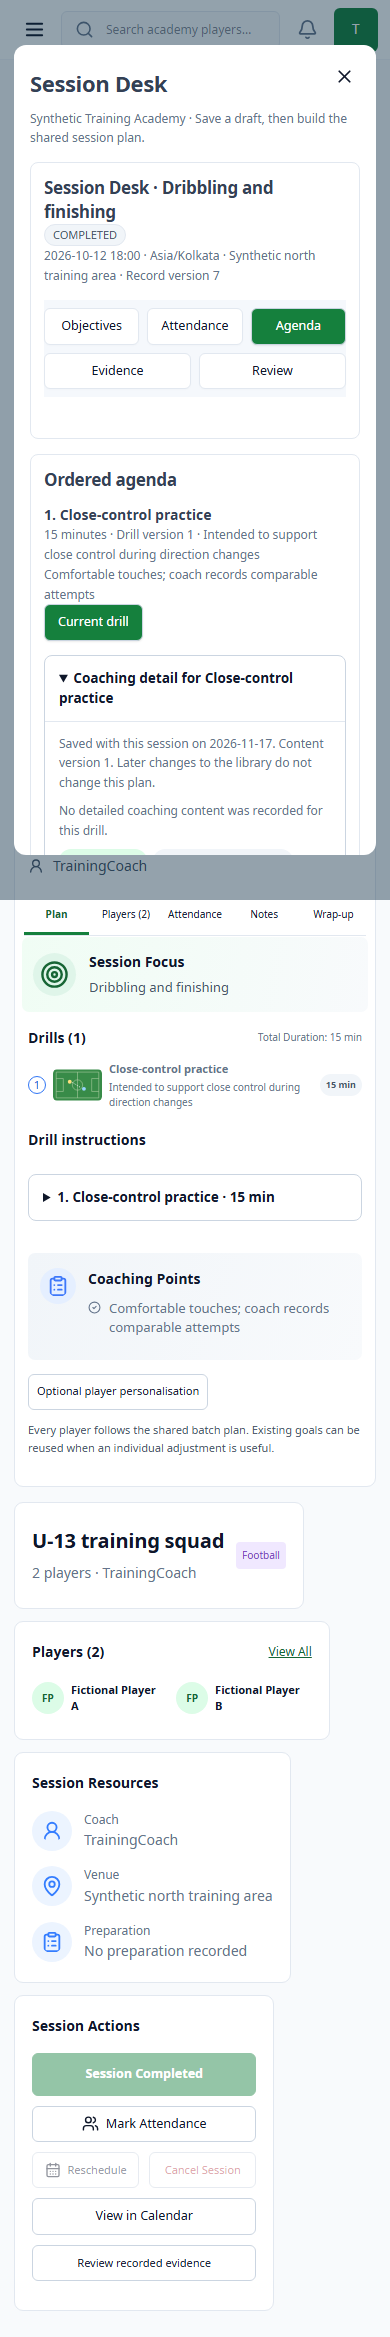 Search academy players...
T
Session Desk
Synthetic Training Academy · Save a draft, then build the
shared session plan.
Session Desk · Dribbling and
finishing
COMPLETED
2026-10-12 18:00 · Asia/Kolkata · Synthetic north
training area · Record version 7
Objectives
Attendance
Agenda
Evidence
Review
Ordered agenda
1. Close-control practice
15 minutes · Drill version 1 · Intended to support
close control during direction changes
Comfortable touches; coach records comparable
attempts
Current drill
▼ Coaching detail for Close-control
practice
Saved with this session on 2026-11-17. Content
version 1. Later changes to the library do not
change this plan.
No detailed coaching content was recorded for
this drill.
TrainingCoach
Plan
Players (2)
Attendance
Notes
Wrap-up
Session Focus
Dribbling and finishing
Drills (1)
Total Duration: 15 min
1
Close-control practice
Intended to support close control during
direction changes
15 min
Drill instructions
▶ 1. Close-control practice · 15 min
Coaching Points
Comfortable touches; coach records
comparable attempts
Optional player personalisation
Every player follows the shared batch plan. Existing goals can be
reused when an individual adjustment is useful.
U-13 training squad
2 players · TrainingCoach
Football
Players (2)
View All
FP
Fictional Player
A
FP
Fictional Player
B
Session Resources
Coach
TrainingCoach
Venue
Synthetic north training area
Preparation
No preparation recorded
Session Actions
Session Completed
Mark Attendance
Reschedule
Cancel Session
View in Calendar
Review recorded evidence